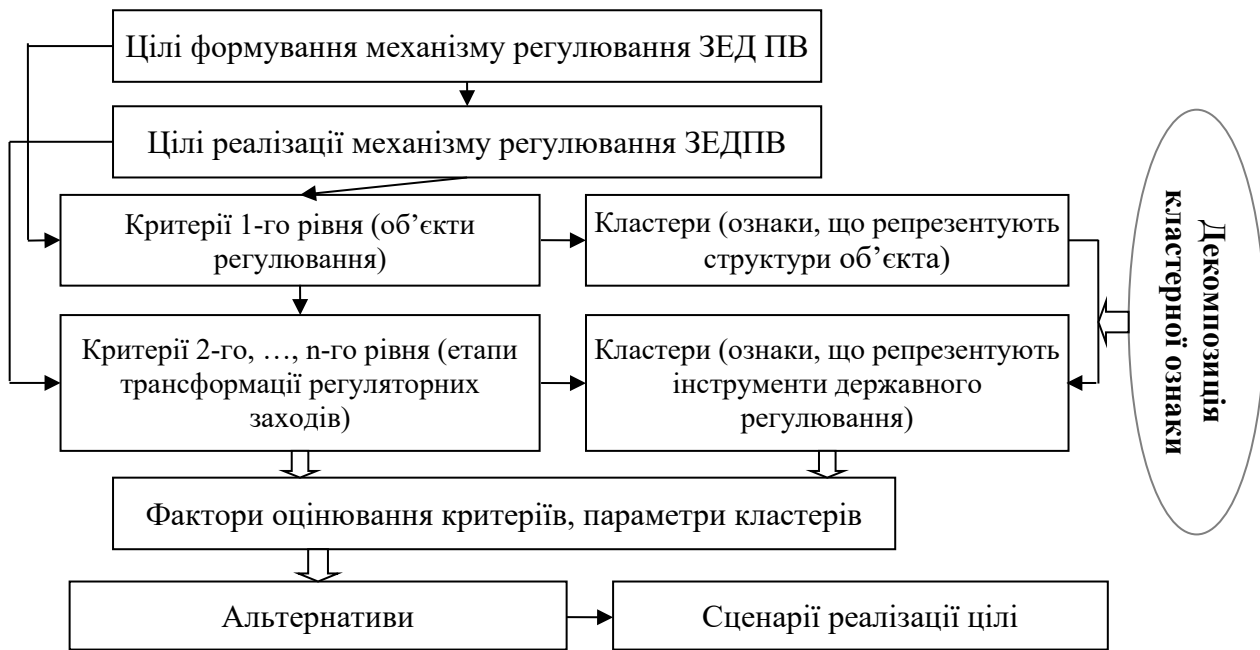 Цілі формування механізму регулювання ЗЕД ПВ
Цілі реалізації механізму регулювання ЗЕДПВ
Критерії 1-го рівня (об’єкти
регулювання)
Кластери (ознаки, що репрезентують
структури об’єкта)
Критерії 2-го, …, n-го рівня (етапи
трансформації регуляторних
заходів)
Кластери (ознаки, що репрезентують
інструменти державного
регулювання)
Декомпозиція
кластерної ознаки
Фактори оцінювання критеріїв, параметри кластерів
Альтернативи
Сценарії реалізації цілі